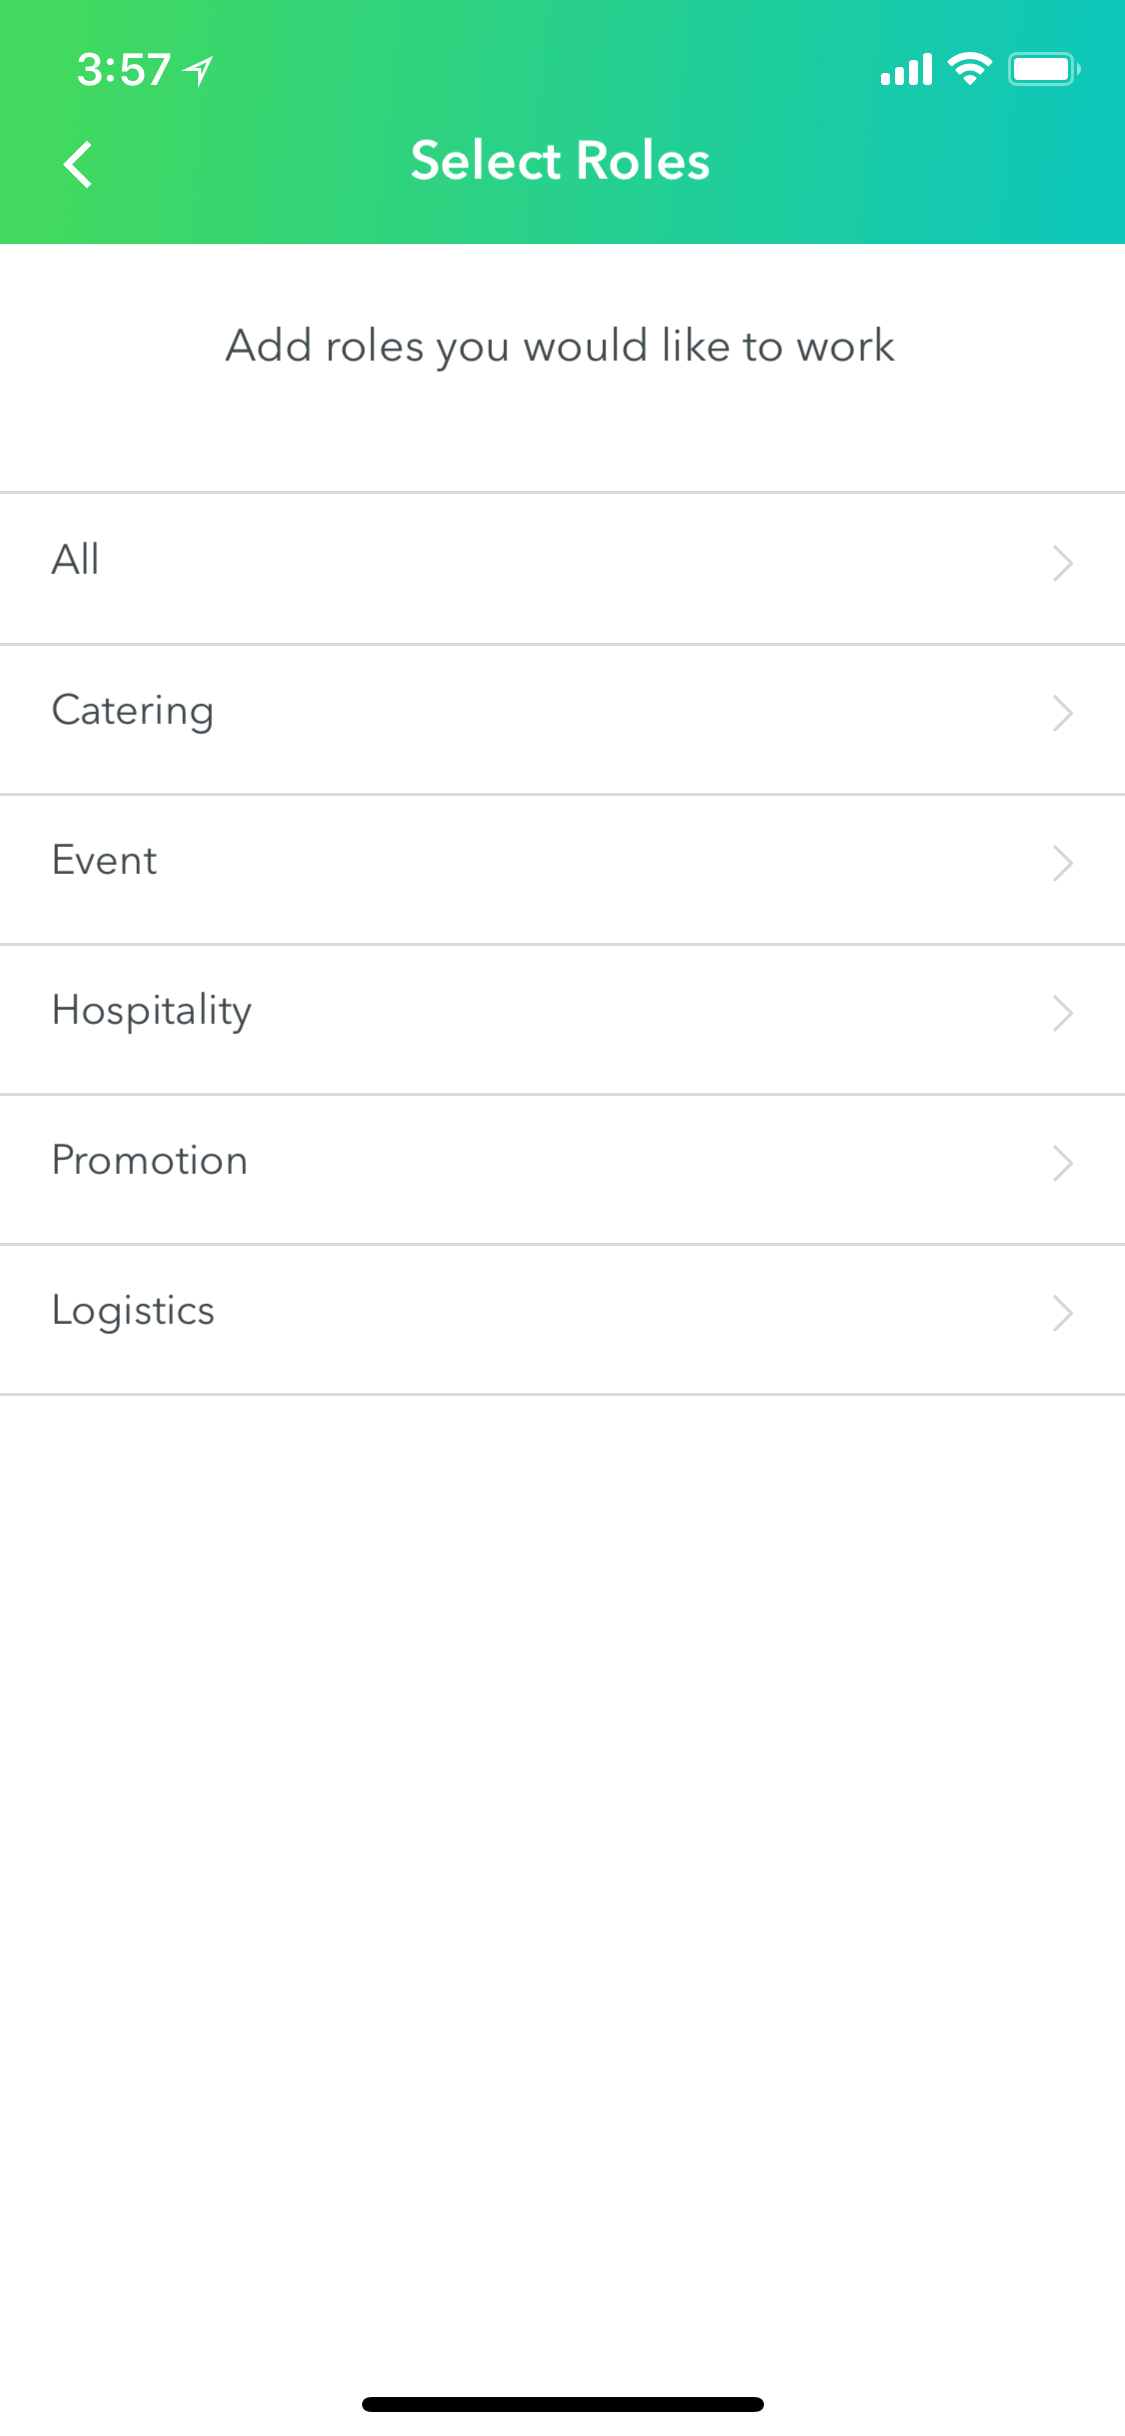 3:57
Select Roles
Add roles you would like to work
All
Catering
Event
Hospitality
Promotion
Logistics